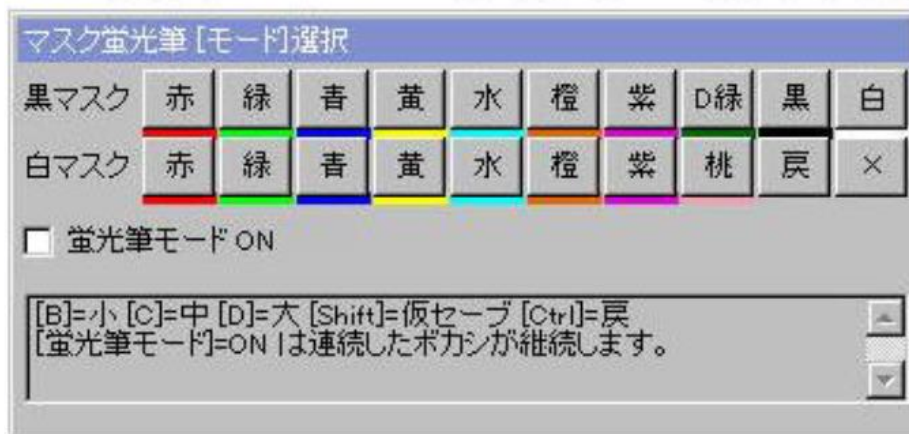 マスク蛍光筆 [モード]選択
黒マスク 赤 緑 青 黄 水 橙 紫 D緑 黒 白
白マスク 赤 緑 青 黄 水 橙 紫 桃 戻 ×
蛍光筆モード ON
[B]=小 [C]=中 [D]=大 [Shift]=仮セーブ [Ctrl]=戻
[蛍光筆モード]=ON は連続したボカシが継続します。